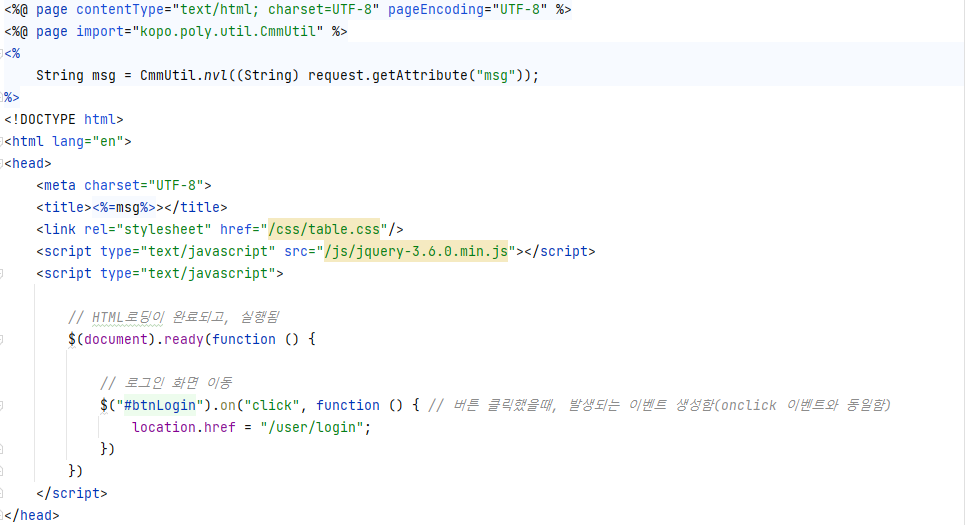 <%@ page contentType="text/html; charset=UTF-8" pageEncoding="UTF-8" %>
<%@ page import="kopo.poly.util.CmmUtil" %>
<%
    String msg = CmmUtil.nvl((String) request.getAttribute("msg"));
%>
<!DOCTYPE html>
<html lang="en">
<head>
    <meta charset="UTF-8">
    <title><%=msg%>></title>
    <link rel="stylesheet" href="/css/table.css"/>
    <script type="text/javascript" src="/js/jquery-3.6.0.min.js"></script>
    <script type="text/javascript">
        // HTML로딩이 완료되고, 실행됨
        $(document).ready(function () {
            // 로그인 화면 이동
            $("#btnLogin").on("click", function () { // 버튼 클릭했을때, 발생되는 이벤트 생성함(onclick 이벤트와 동일함)
                location.href = "/user/login";
            })
        })
    </script>
</head>